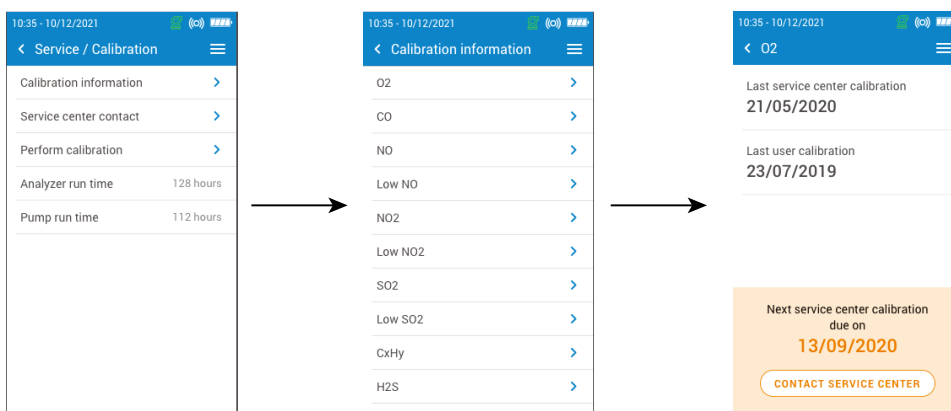 10:35 - 10/12/2021
Service / Calibration
Calibration information
Service center contact
Perform calibration
Analyzer run time 128 hours
Pump run time 112 hours
10:35 - 10/12/2021
Calibration information
O2
CO
NO
Low NO
NO2
Low NO2
SO2
Low SO2
CxHy
H2S
10:35 - 10/12/2021
O2
Last service center calibration
21/05/2020
Last user calibration
23/07/2019
Next service center calibration
due on
13/09/2020
CONTACT SERVICE CENTER